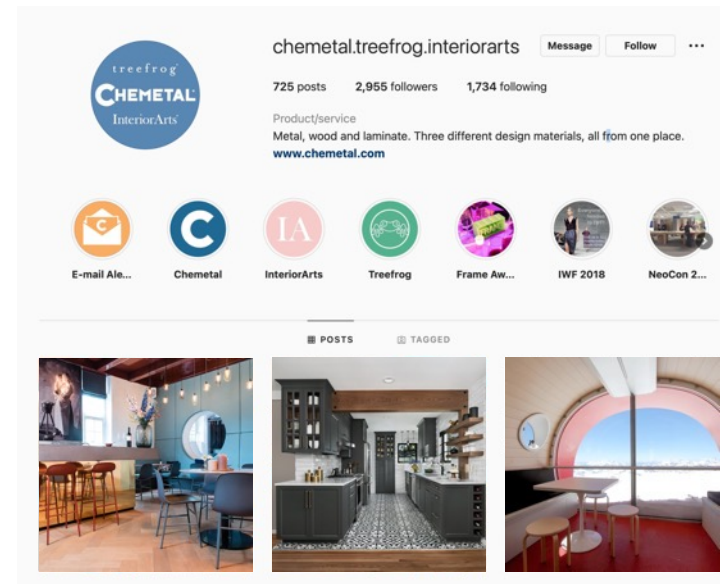 treefrog
CHEMETAL
InteriorArts
chemetal.treefrog.interiorarts Message Follow
725 posts 2,955 followers 1,734 following
Product/service
Metal, wood and laminate. Three different design materials, all from one place.
www.chemetal.com
C
C
IA
E-mail Ale... Chemetal InteriorArts Treefrog Frame Aw... IWF 2018 NeoCon 2...
POSTS TAGGED